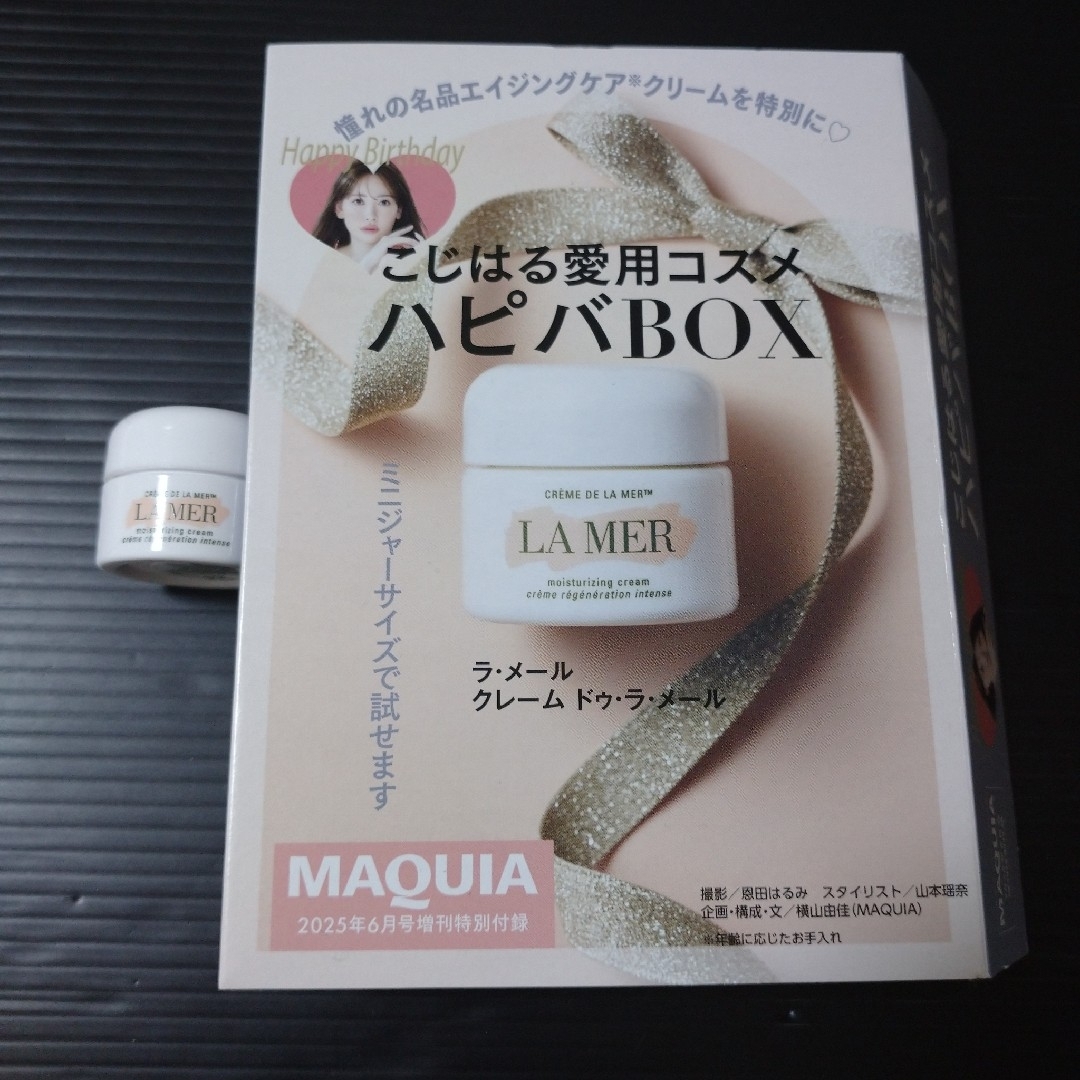 憧れの名品エイジングケア※クリームを特別に♡
Happy Birthday
こじはる愛用コスメ
ハピバBOX
CRÈME DE LA MER™
LA MER
moisturizing cream
crème régénération intense
ミニジャーサイズで試せます
ラ・メール
クレーム ドゥ・ラ・メール
MAQUIA
2025年6月号増刊特別付録
撮影／恩田はるみ スタイリスト／山本瑶奈
企画・構成・文／横山由佳(MAQUIA)
※年齢に応じたお手入れ
CRÈME DE LA MER™
LA MER
moisturizing cream
crème régénération intense
MAQUIA